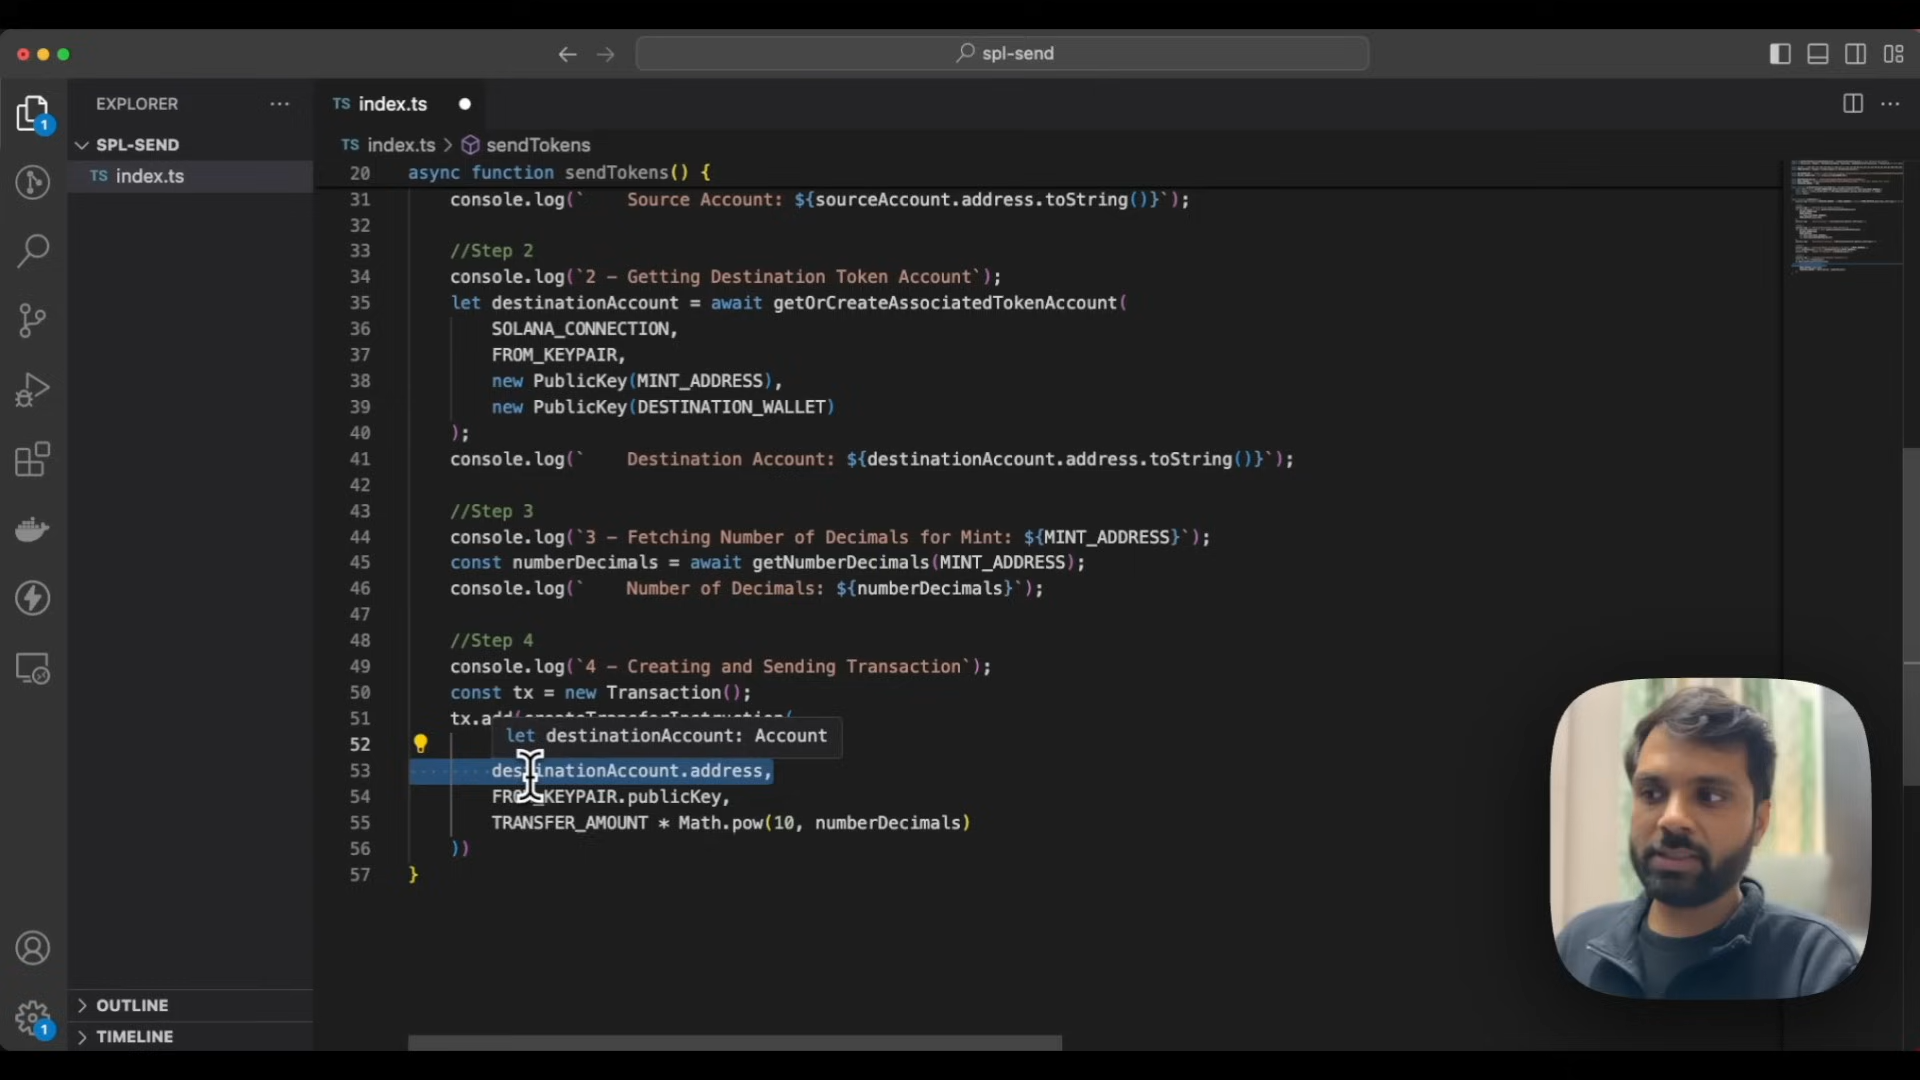 spl-send
EXPLORER
TS index.ts
SPL-SEND
TS index.ts
TS index.ts > sendTokens
20 async function sendTokens() {
31 console.log(`    Source Account: ${sourceAccount.address.toString()}`);
32
33 //Step 2
34 console.log(`2 – Getting Destination Token Account`);
35 let destinationAccount = await getOrCreateAssociatedTokenAccount(
36 SOLANA_CONNECTION,
37 FROM_KEYPAIR,
38 new PublicKey(MINT_ADDRESS),
39 new PublicKey(DESTINATION_WALLET)
40 );
41 console.log(`    Destination Account: ${destinationAccount.address.toString()}`);
42
43 //Step 3
44 console.log(`3 – Fetching Number of Decimals for Mint: ${MINT_ADDRESS}`);
45 const numberDecimals = await getNumberDecimals(MINT_ADDRESS);
46 console.log(`    Number of Decimals: ${numberDecimals}`);
47
48 //Step 4
49 console.log(`4 – Creating and Sending Transaction`);
50 const tx = new Transaction();
51 tx.add(createTransferInstruction(
let destinationAccount: Account
52
53 destinationAccount.address,
54 FROM_KEYPAIR.publicKey,
55 TRANSFER_AMOUNT * Math.pow(10, numberDecimals)
56 ))
57 }
OUTLINE
TIMELINE
1
1